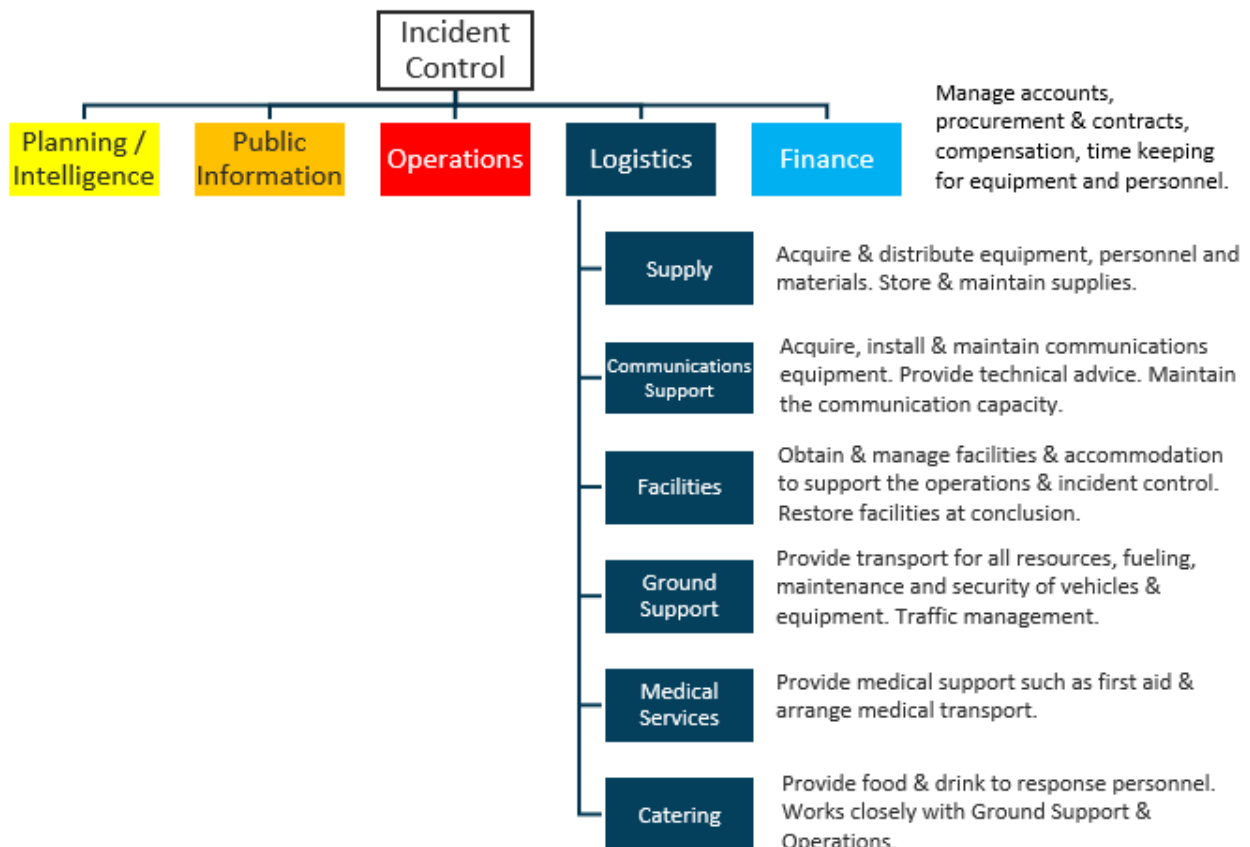 Incident
Control
Planning /
Intelligence
Public
Information
Operations
Logistics
Finance
Manage accounts,
procurement & contracts,
compensation, time keeping
for equipment and personnel.
Supply
Acquire & distribute equipment, personnel and
materials. Store & maintain supplies.
Communications
Support
Acquire, install & maintain communications
equipment. Provide technical advice. Maintain
the communication capacity.
Facilities
Obtain & manage facilities & accommodation
to support the operations & incident control.
Restore facilities at conclusion.
Ground
Support
Provide transport for all resources, fueling,
maintenance and security of vehicles &
equipment. Traffic management.
Medical
Services
Provide medical support such as first aid &
arrange medical transport.
Catering
Provide food & drink to response personnel.
Works closely with Ground Support &
Operations.